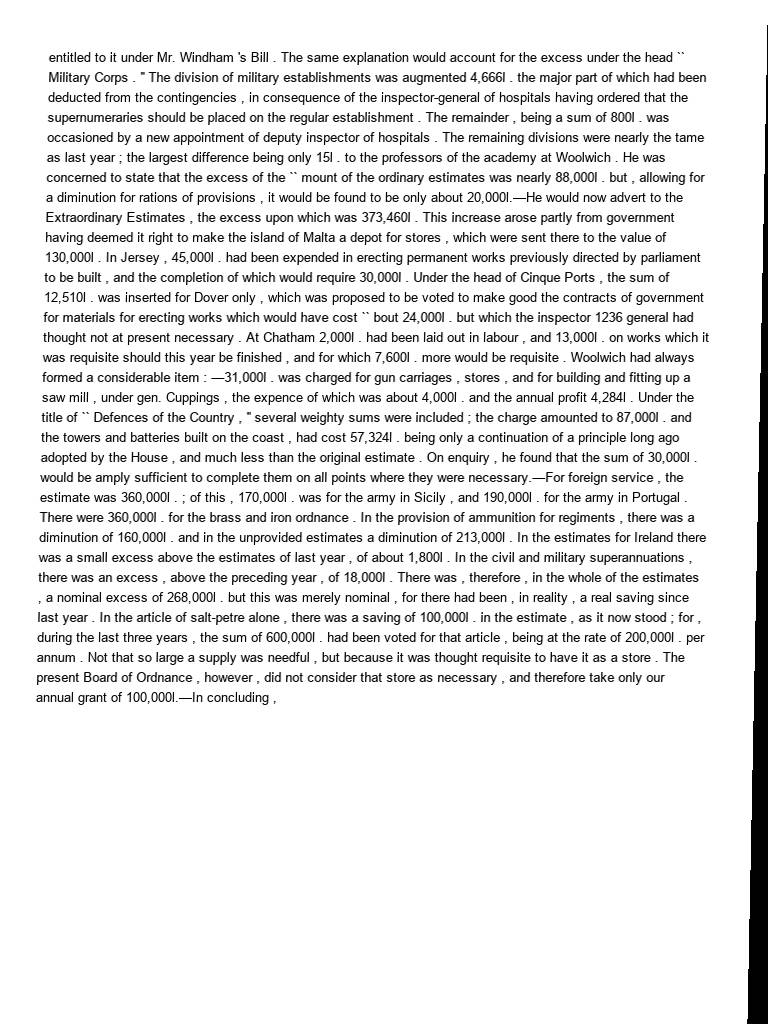 entitled to it under Mr. Windham 's Bill . The same explanation would account for the excess under the head ``
Military Corps . " The division of military establishments was augmented 4,666l . the major part of which had been
deducted from the contingencies , in consequence of the inspector-general of hospitals having ordered that the
supernumeraries should be placed on the regular establishment . The remainder , being a sum of 800l . was
occasioned by a new appointment of deputy inspector of hospitals . The remaining divisions were nearly the tame
as last year ; the largest difference being only 15l . to the professors of the academy at Woolwich . He was
concerned to state that the excess of the `` mount of the ordinary estimates was nearly 88,000l . but , allowing for
a diminution for rations of provisions , it would be found to be only about 20,000l.—He would now advert to the
Extraordinary Estimates , the excess upon which was 373,460l . This increase arose partly from government
having deemed it right to make the island of Malta a depot for stores , which were sent there to the value of
130,000l . In Jersey , 45,000l . had been expended in erecting permanent works previously directed by parliament
to be built , and the completion of which would require 30,000l . Under the head of Cinque Ports , the sum of
12,510l . was inserted for Dover only , which was proposed to be voted to make good the contracts of government
for materials for erecting works which would have cost `` bout 24,000l . but which the inspector 1236 general had
thought not at present necessary . At Chatham 2,000l . had been laid out in labour , and 13,000l . on works which it
was requisite should this year be finished , and for which 7,600l . more would be requisite . Woolwich had always
formed a considerable item : —31,000l . was charged for gun carriages , stores , and for building and fitting up a
saw mill , under gen. Cuppings , the expence of which was about 4,000l . and the annual profit 4,284l . Under the
title of `` Defences of the Country , " several weighty sums were included ; the charge amounted to 87,000l . and
the towers and batteries built on the coast , had cost 57,324l . being only a continuation of a principle long ago
adopted by the House , and much less than the original estimate . On enquiry , he found that the sum of 30,000l .
would be amply sufficient to complete them on all points where they were necessary.—For foreign service , the
estimate was 360,000l . ; of this , 170,000l . was for the army in Sicily , and 190,000l . for the army in Portugal .
There were 360,000l . for the brass and iron ordnance . In the provision of ammunition for regiments , there was a
diminution of 160,000l . and in the unprovided estimates a diminution of 213,000l . In the estimates for Ireland there
was a small excess above the estimates of last year , of about 1,800l . In the civil and military superannuations ,
there was an excess , above the preceding year , of 18,000l . There was , therefore , in the whole of the estimates
, a nominal excess of 268,000l . but this was merely nominal , for there had been , in reality , a real saving since
last year . In the article of salt-petre alone , there was a saving of 100,000l . in the estimate , as it now stood ; for ,
during the last three years , the sum of 600,000l . had been voted for that article , being at the rate of 200,000l . per
annum . Not that so large a supply was needful , but because it was thought requisite to have it as a store . The
present Board of Ordnance , however , did not consider that store as necessary , and therefore take only our
annual grant of 100,000l.—In concluding ,